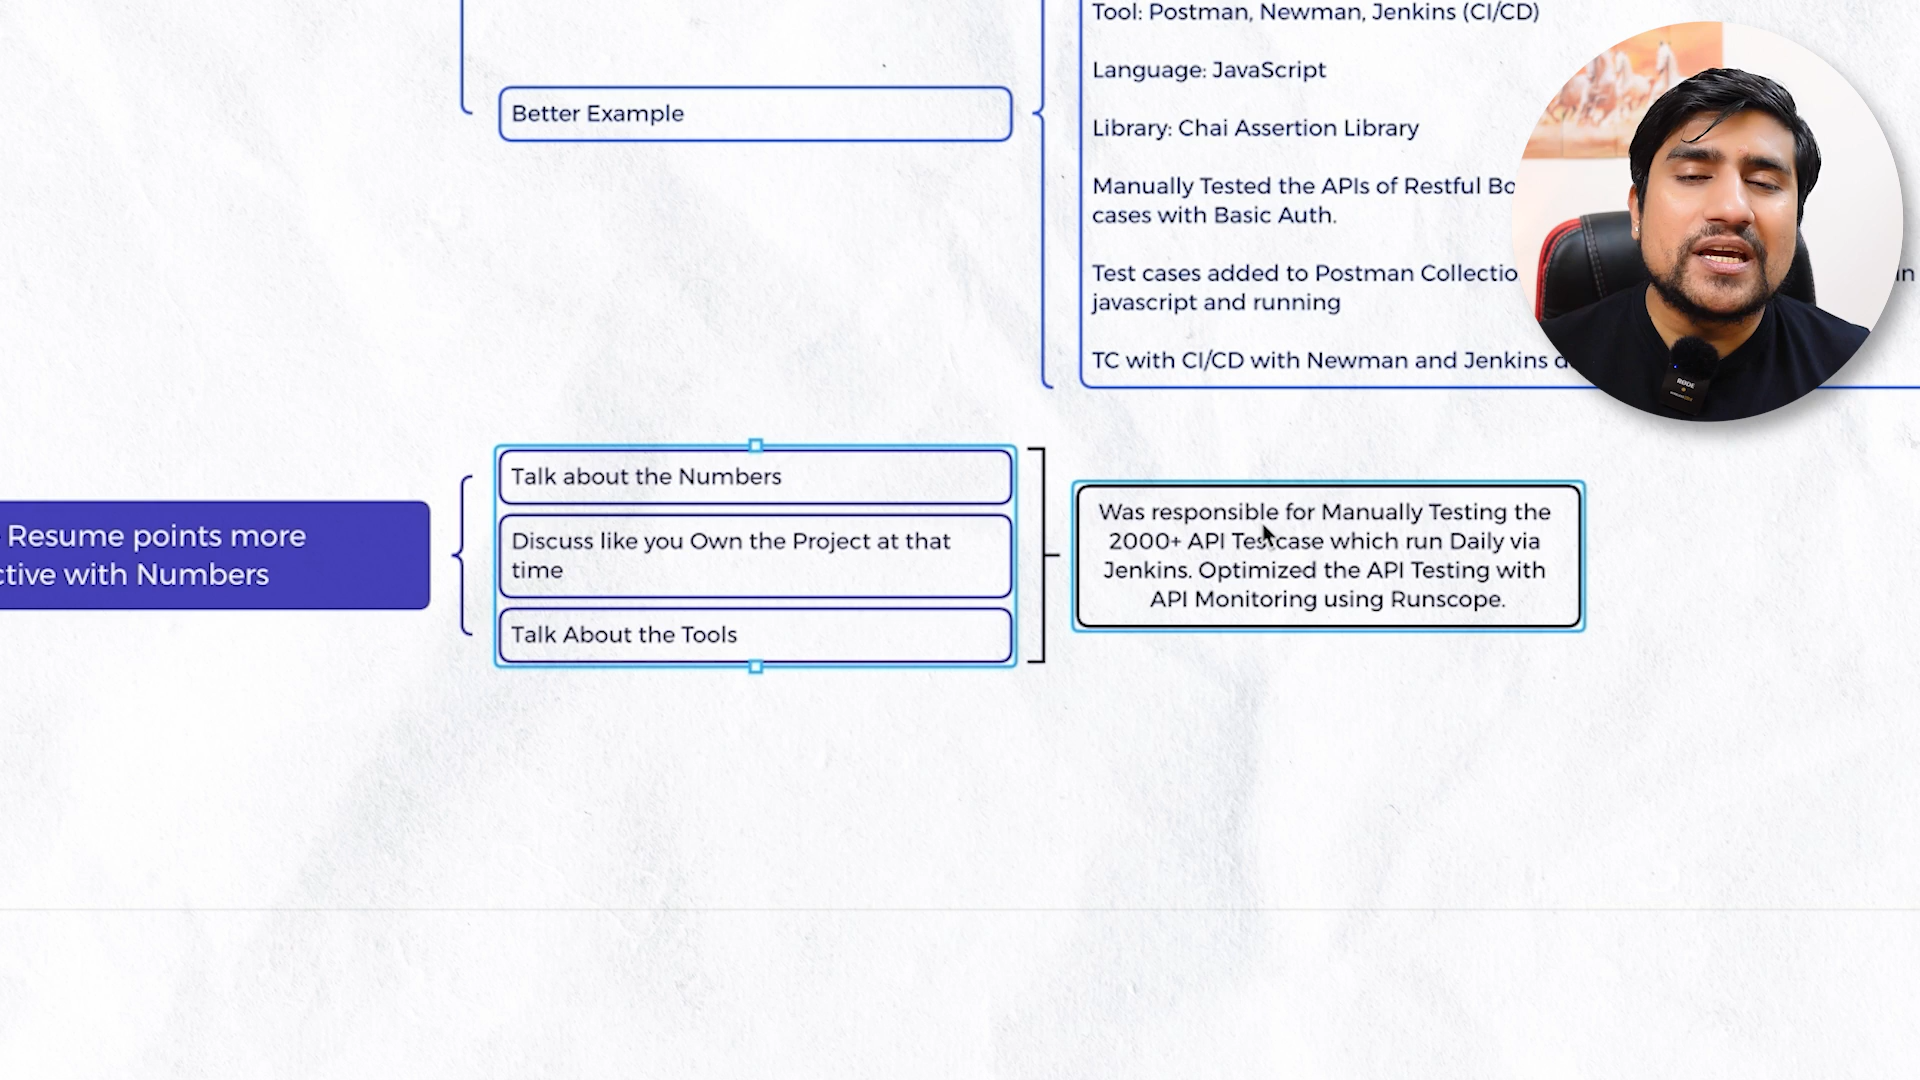 Tool: Postman, Newman, Jenkins (CI/CD)
Language: JavaScript
Better Example
Library: Chai Assertion Library
Manually Tested the APIs of Restful
cases with Basic Auth.
Test cases added to Postman
javascript and running
TC with CI/CD with Newman and Jenkins
Talk about the Numbers
Discuss like you Own the Project at that
time
Talk About the Tools
Resume points more
with Numbers
Was responsible for Manually Testing the
2000+ API Testcase which run Daily via
Jenkins. Optimized the API Testing with
API Monitoring using Runscope.
RØDE